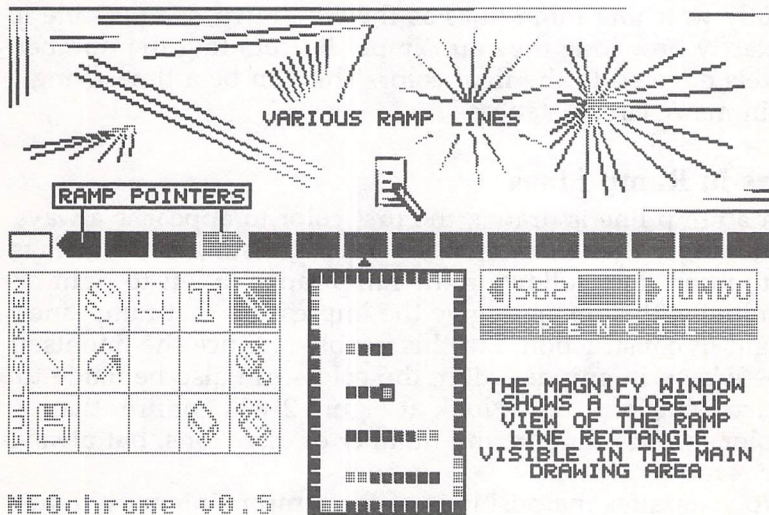 VARIOUS RAMP LINES
RAMP POINTERS
FULL SCREEN
T
562
UNDO
PENCIL
THE MAGNIFY WINDOW
SHOWS A CLOSE-UP
VIEW OF THE RAMP
LINE RECTANGLE
VISIBLE IN THE MAIN
DRAWING AREA
NEOchrome v0.5